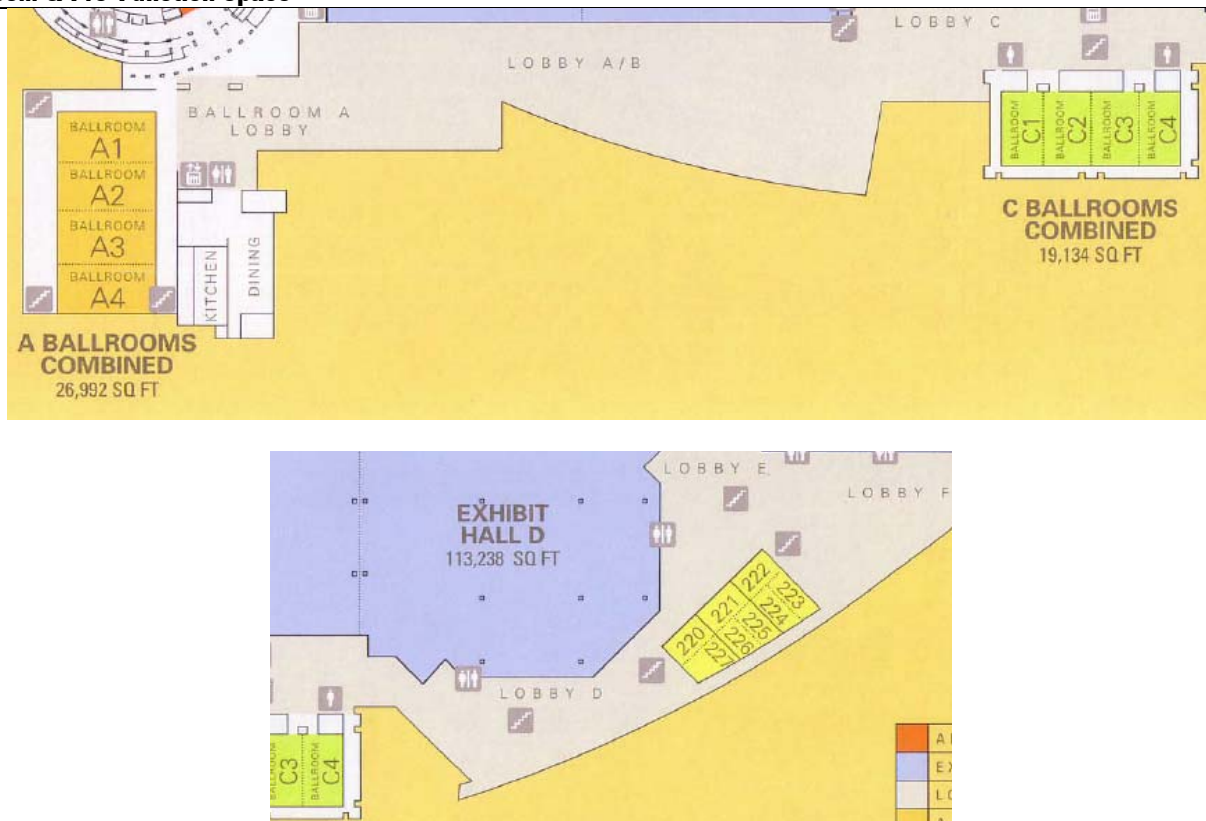 LOBBY C
LOBBY A/B
BALLROOM A
LOBBY
BALLROOM
A1
BALLROOM
A2
BALLROOM
A3
BALLROOM
A4
KITCHEN
DINING
A BALLROOMS
COMBINED
26,992 SQ FT
BALLROOM
C1
BALLROOM
C2
BALLROOM
C3
BALLROOM
C4
C BALLROOMS
COMBINED
19,134 SQ FT
LOBBY E
LOBBY F
EXHIBIT
HALL D
113,238 SQ FT
222
223
221
224
220
225
226
227
LOBBY D
BALLROOM
C3
BALLROOM
C4